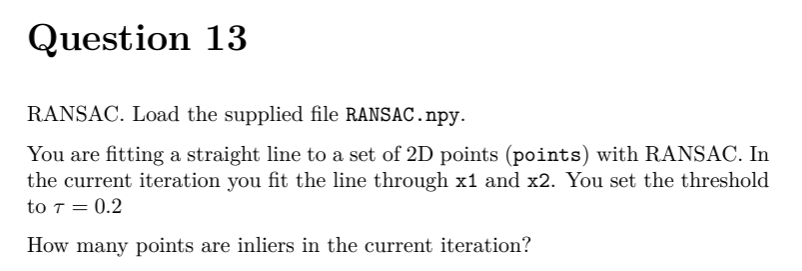 Question 13
RANSAC. Load the supplied file RANSAC.npy.
You are fitting a straight line to a set of 2D points (points) with RANSAC. In
the current iteration you fit the line through x1 and x2. You set the threshold
to τ = 0.2
How many points are inliers in the current iteration?